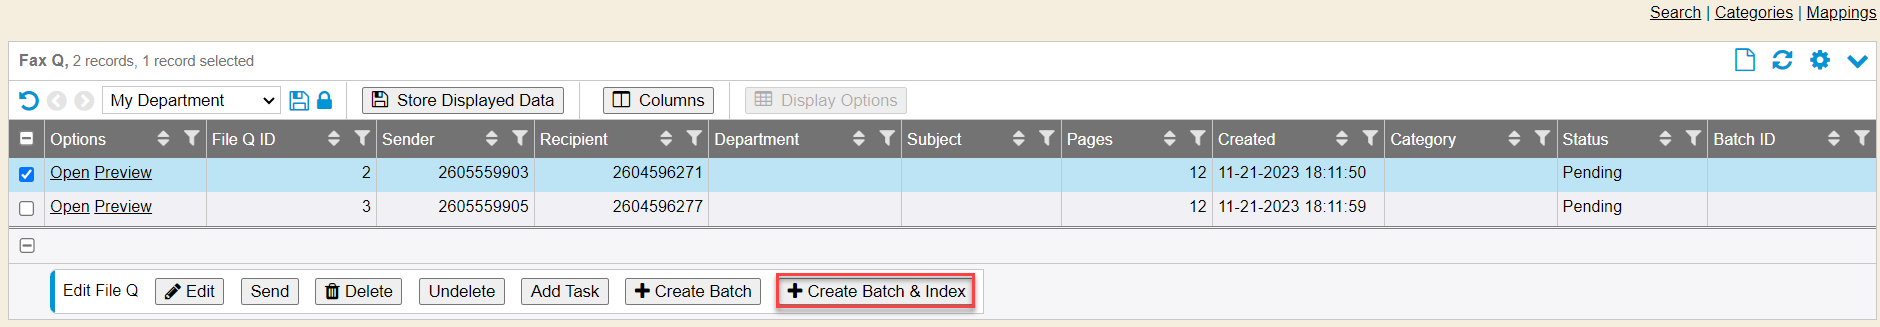 Search | Categories | Mappings
Fax Q, 2 records, 1 record selected
My Department Store Displayed Data Columns Display Options
Options File Q ID Sender Recipient Department Subject Pages Created Category Status Batch ID
Open Preview 2 2605559903 2604596271 12 11-21-2023 18:11:50 Pending
Open Preview 3 2605559905 2604596277 12 11-21-2023 18:11:59 Pending
Edit File Q Edit Send Delete Undelete Add Task Create Batch Create Batch & Index